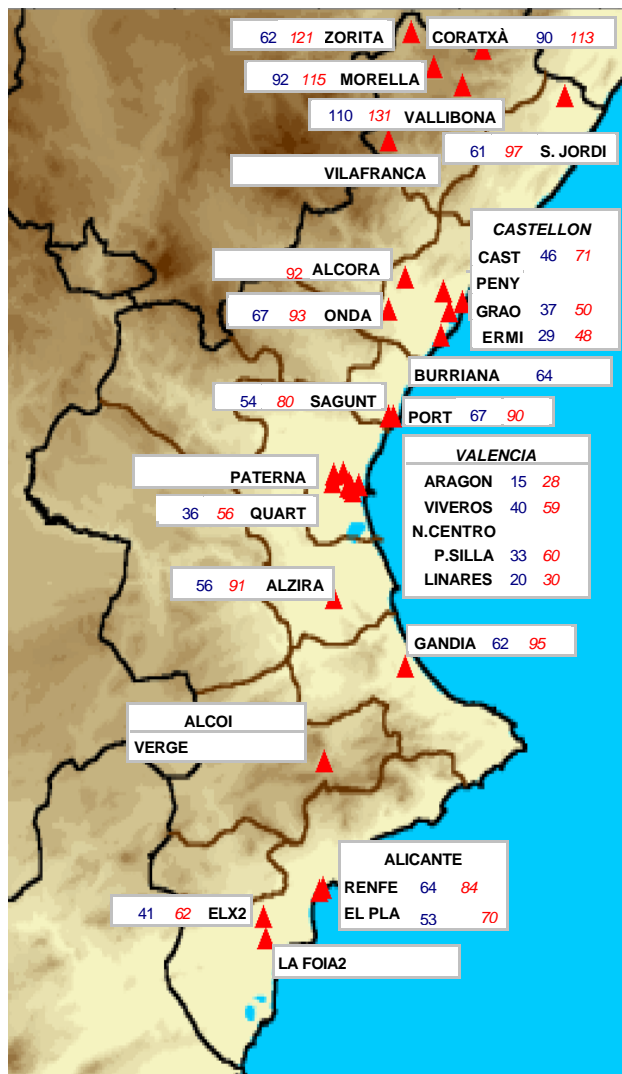 62 121 ZORITA
CORATXÀ 90 113
92 115 MORELLA
110 131 VALLIBONA
61 97 S. JORDI
VILAFRANCA
CASTELLON
CAST 46 71
PENY
GRAO 37 50
ERMI 29 48
92 ALCORA
67 93 ONDA
BURRIANA 64
54 80 SAGUNT
PORT 67 90
VALENCIA
ARAGON 15 28
VIVEROS 40 59
N.CENTRO
P.SILLA 33 60
LINARES 20 30
PATERNA
36 56 QUART
56 91 ALZIRA
GANDIA 62 95
ALCOI
VERGE
ALICANTE
RENFE 64 84
EL PLA 53 70
41 62 ELX2
LA FOIA2